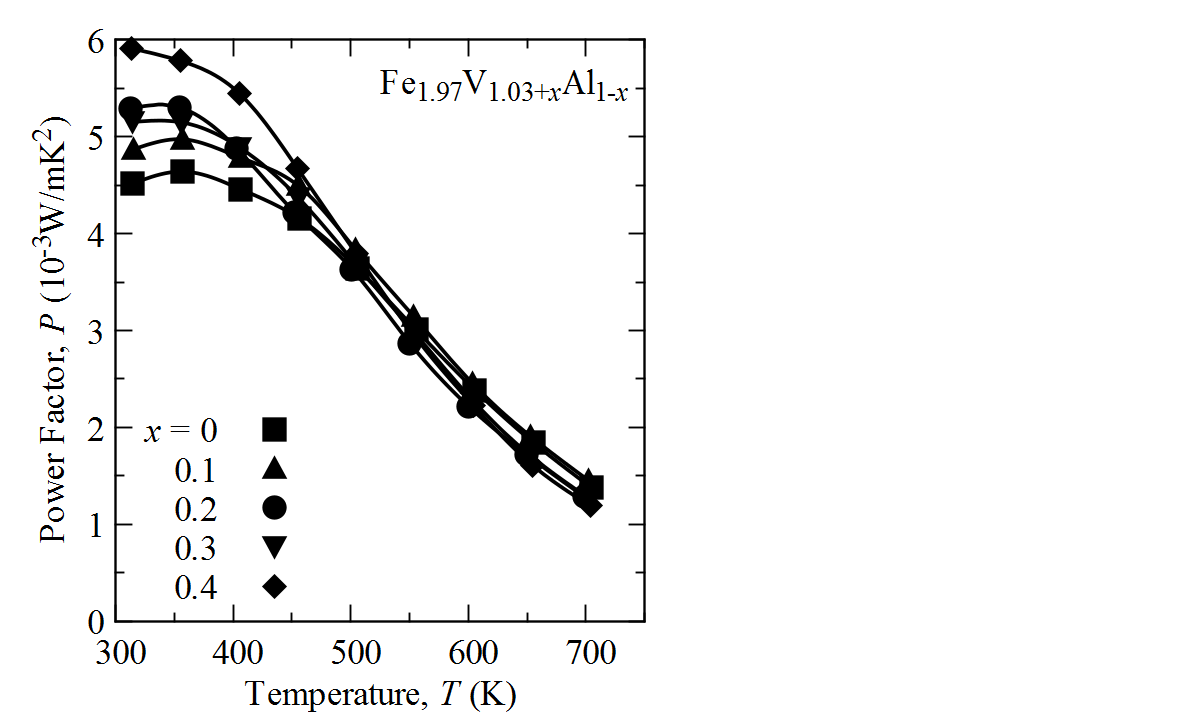 6
Fe1.97V1.03+xAl1-x
5
4
3
2
1
0
Power Factor, P (10-3W/mK2)
x = 0
0.1
0.2
0.3
0.4
300 400 500 600 700
Temperature, T (K)